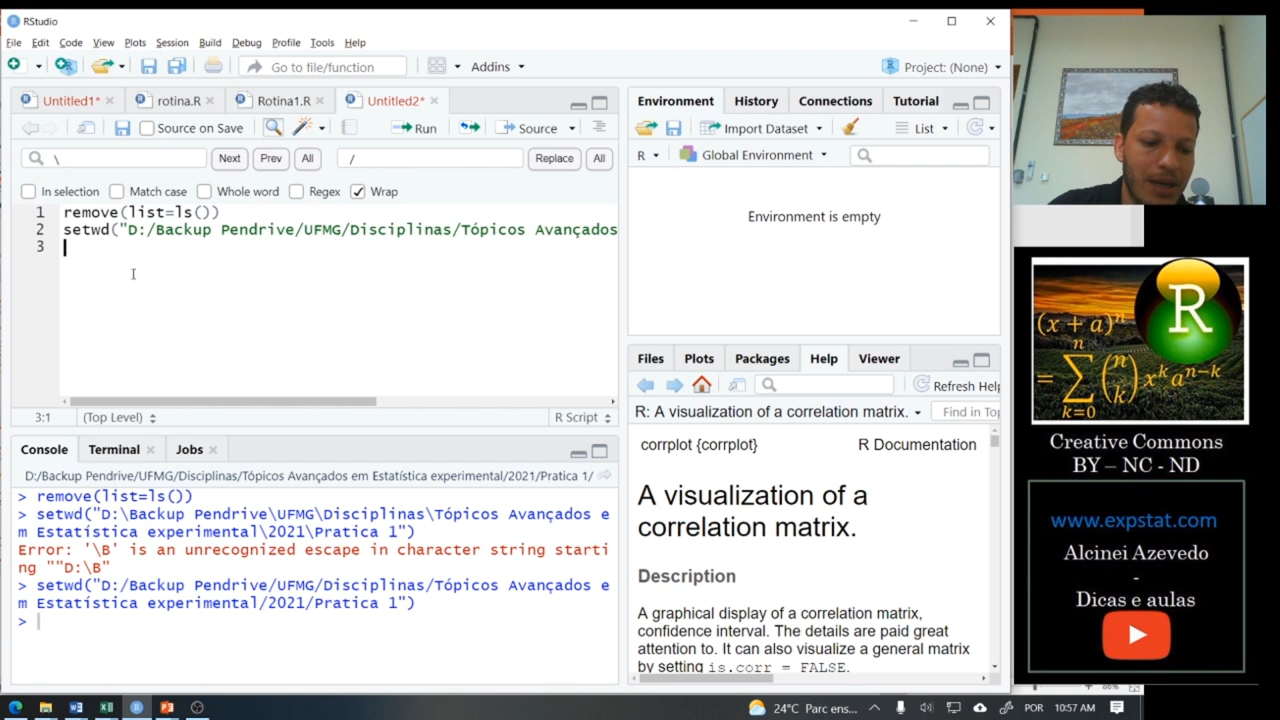 RStudio
File Edit Code View Plots Session Build Debug Profile Tools Help
Go to file/function Addins Project: (None)
Untitled1* rotina.R Rotina1.R Untitled2*
Source on Save Run Source
\ Next Prev All / Replace All
In selection Match case Whole word Regex Wrap
1 remove(list=ls())
2 setwd("D:/Backup Pendrive/UFMG/Disciplinas/Tópicos Avançados
3
3:1 (Top Level) R Script
Console Terminal Jobs
D:/Backup Pendrive/UFMG/Disciplinas/Tópicos Avançados em Estatística experimental/2021/Pratica 1/
> remove(list=ls())
> setwd("D:\Backup Pendrive\UFMG\Disciplinas\Tópicos Avançados e
m Estatística experimental\2021\Pratica 1")
Error: '\B' is an unrecognized escape in character string starti
ng ""D:\B"
> setwd("D:/Backup Pendrive/UFMG/Disciplinas/Tópicos Avançados e
m Estatística experimental/2021/Pratica 1")
>
Environment History Connections Tutorial
Import Dataset List
R Global Environment
Environment is empty
Files Plots Packages Help Viewer
Refresh Help
R: A visualization of a correlation matrix. Find in Top
corrplot {corrplot} R Documentation
A visualization of a
correlation matrix.
Description
A graphical display of a correlation matrix,
confidence interval. The details are paid great
attention to. It can also visualize a general matrix
by setting is.corr = FALSE.
R
(x + a)^n
= ∑ n k=0 (n k) x^k a^{n−k}
Creative Commons
BY – NC - ND
www.expstat.com
Alcinei Azevedo
-
Dicas e aulas
86%
24°C Parc ens... POR 10:57 AM